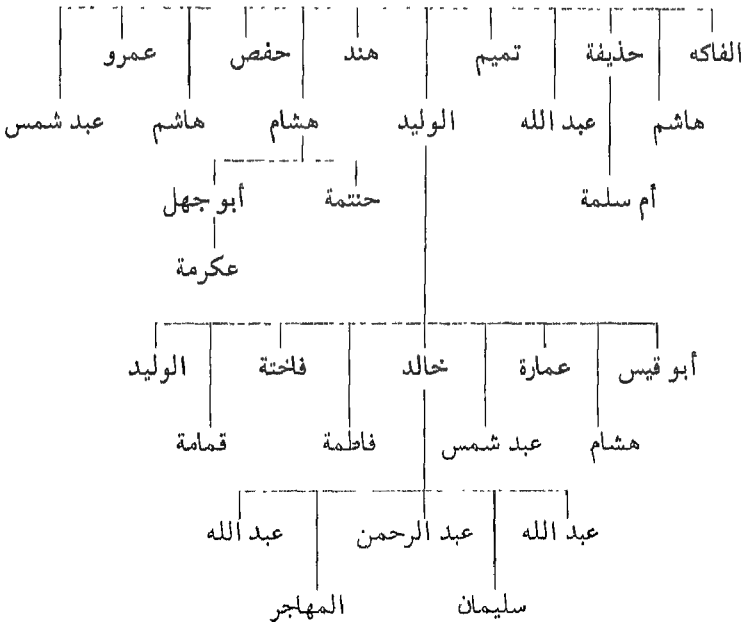 الفاكه حذيفة تميم هند حفص عمرو
هاشم عبد الله الوليد هشام هاشم عبد شمس
أم سلمة حنتمة أبو جهل
عكرمة
أبو قيس عمارة خالد فاختة الوليد
هشام عبد شمس فاطمة قمامة
عبد الله عبد الرحمن عبد الله
سليمان المهاجر